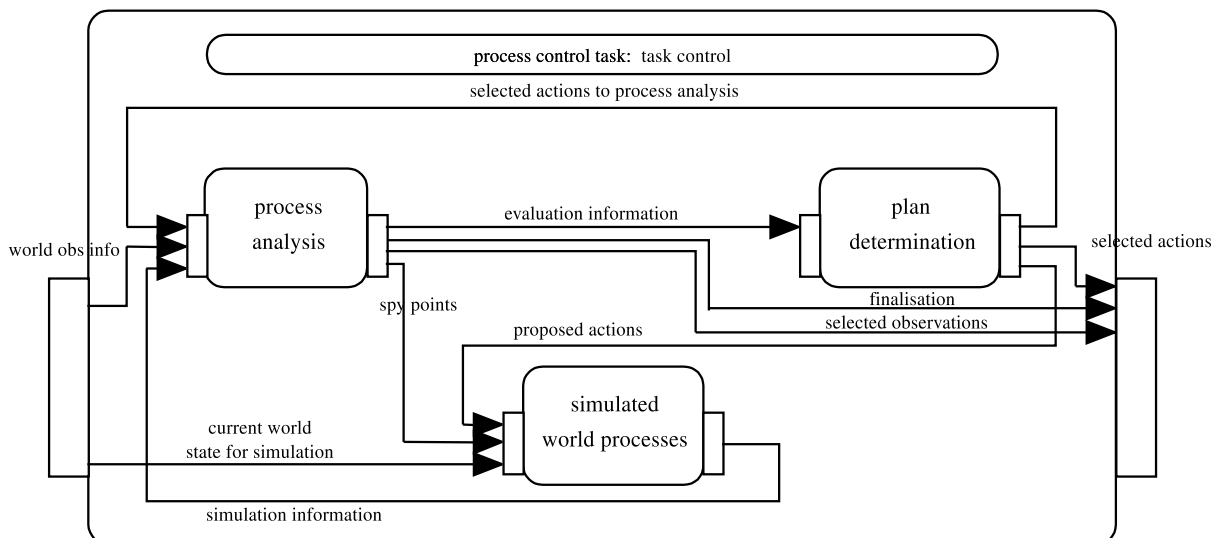 process control task: task control
selected actions to process analysis
process
analysis
evaluation information
plan
determination
world obs info
selected actions
spy points
finalisation
selected observations
proposed actions
simulated
world processes
current world
state for simulation
simulation information